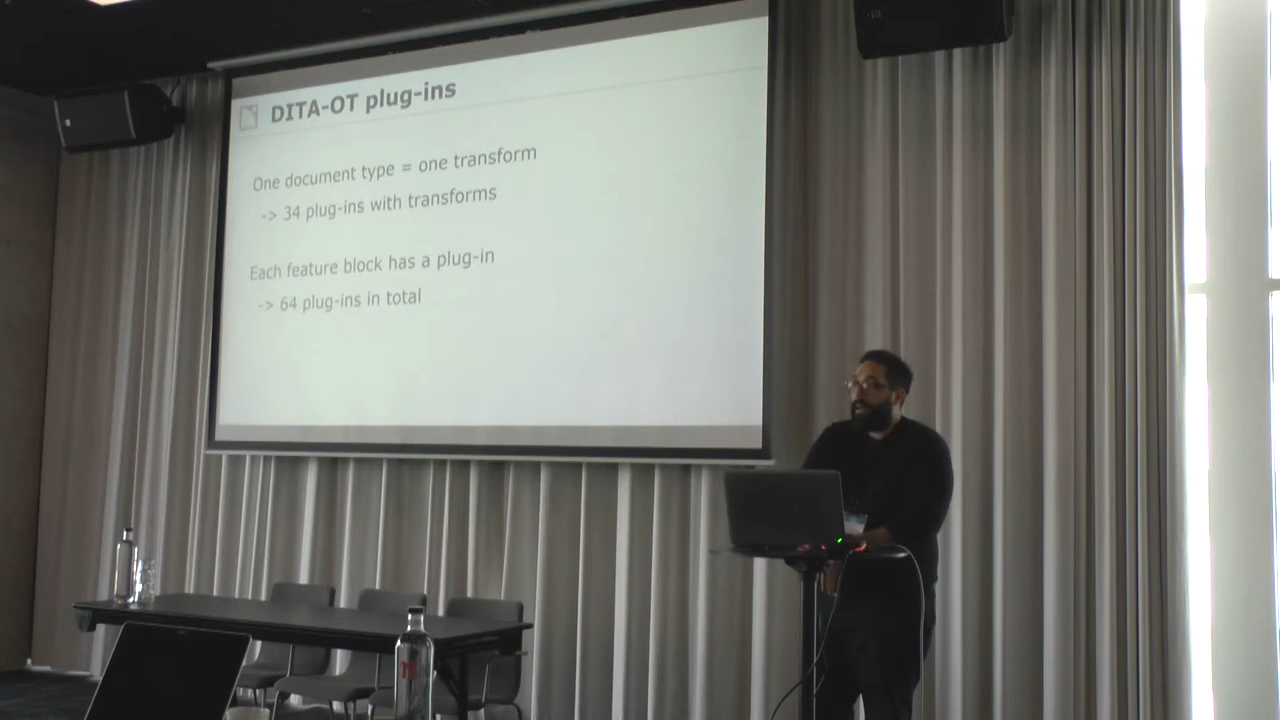 DITA-OT plug-ins
One document type = one transform
-> 34 plug-ins with transforms
Each feature block has a plug-in
-> 64 plug-ins in total